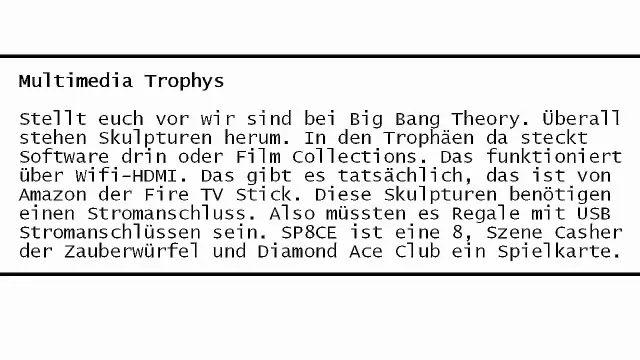 Multimedia Trophys
Stellt euch vor wir sind bei Big Bang Theory. Überall
stehen Skulpturen herum. In den Trophäen da steckt
Software drin oder Film Collections. Das funktioniert
über Wifi-HDMI. Das gibt es tatsächlich, das ist von
Amazon der Fire TV Stick. Diese Skulpturen benötigen
einen Stromanschluss. Also müssten es Regale mit USB
Stromanschlüssen sein. SP8CE ist eine 8, Szene Casher
der Zauberwürfel und Diamond Ace Club ein Spielkarte.